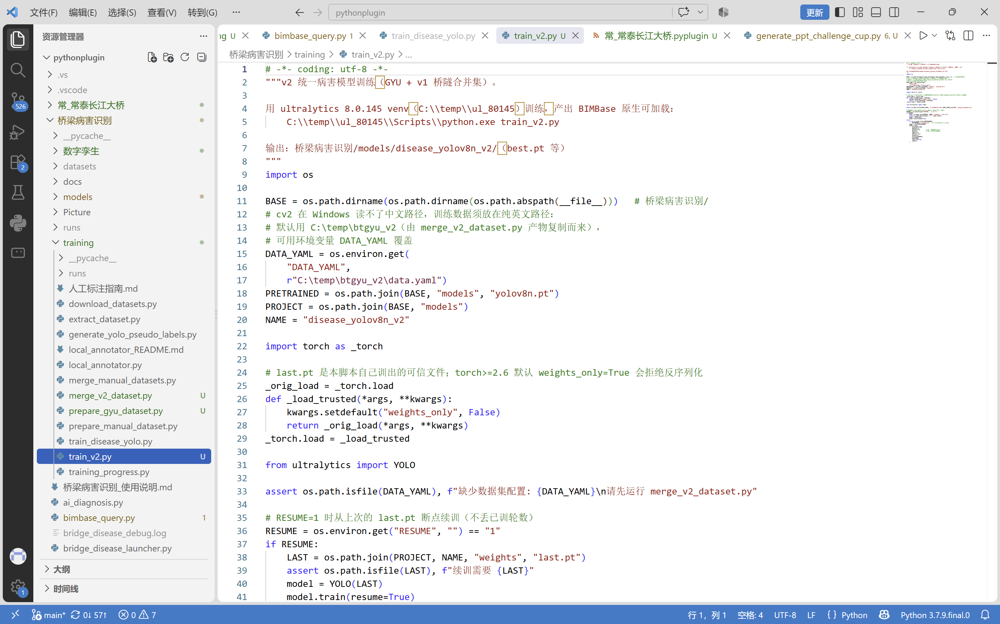 文件(F) 编辑(E) 选择(S) 查看(V) 转到(G) ··· pythonplugin 更新
资源管理器
pythonplugin
.vs
.vscode
常_常泰长江大桥
桥梁病害识别
__pycache__
数字孪生
datasets
docs
models
Picture
runs
training
__pycache__
runs
人工标注指南.md
download_datasets.py
extract_dataset.py
generate_yolo_pseudo_labels.py
local_annotator_README.md
local_annotator.py
merge_manual_datasets.py
merge_v2_dataset.py U
prepare_gyu_dataset.py U
prepare_manual_dataset.py
train_disease_yolo.py
train_v2.py U
training_progress.py
桥梁病害识别_使用说明.md
ai_diagnosis.py
bimbase_query.py 1
bridge_disease_debug.log
bridge_disease_launcher.py
大纲
时间线
526
2
1
ng U bimbase_query.py 1 train_disease_yolo.py train_v2.py U 常_常泰长江大桥.pyplugin U generate_ppt_challenge_cup.py 6, U
桥梁病害识别 > training > train_v2.py > ...
1 # -*- coding: utf-8 -*-
2 """v2 统一病害模型训练（GYU + v1 桥隧合并集）。
3
4 用 ultralytics 8.0.145 venv（C:\\temp\\ul_80145）训练，产出 BIMBase 原生可加载：
5 C:\\temp\\ul_80145\\Scripts\\python.exe train_v2.py
6
7 输出：桥梁病害识别/models/disease_yolov8n_v2/（best.pt 等）
8 """
9 import os
10
11 BASE = os.path.dirname(os.path.dirname(os.path.abspath(__file__))) # 桥梁病害识别/
12 # cv2 在 Windows 读不了中文路径，训练数据须放在纯英文路径：
13 # 默认用 C:\temp\btgyu_v2（由 merge_v2_dataset.py 产物复制而来），
14 # 可用环境变量 DATA_YAML 覆盖
15 DATA_YAML = os.environ.get(
16 "DATA_YAML",
17 r"C:\temp\btgyu_v2\data.yaml")
18 PRETRAINED = os.path.join(BASE, "models", "yolov8n.pt")
19 PROJECT = os.path.join(BASE, "models")
20 NAME = "disease_yolov8n_v2"
21
22 import torch as _torch
23
24 # last.pt 是本脚本自己训出的可信文件；torch>=2.6 默认 weights_only=True 会拒绝反序列化
25 _orig_load = _torch.load
26 def _load_trusted(*args, **kwargs):
27 kwargs.setdefault("weights_only", False)
28 return _orig_load(*args, **kwargs)
29 _torch.load = _load_trusted
30
31 from ultralytics import YOLO
32
33 assert os.path.isfile(DATA_YAML), f"缺少数据集配置：{DATA_YAML}\n请先运行 merge_v2_dataset.py"
34
35 # RESUME=1 时从上次的 last.pt 断点续训（不丢已训轮数）
36 RESUME = os.environ.get("RESUME", "") == "1"
37 if RESUME:
38 LAST = os.path.join(PROJECT, NAME, "weights", "last.pt")
39 assert os.path.isfile(LAST), f"续训需要 {LAST}"
40 model = YOLO(LAST)
41 model.train(resume=True)
main* 0↓ 57↑ 0 7 行 1，列 1 空格: 4 UTF-8 LF { } Python Python 3.7.9.final.0